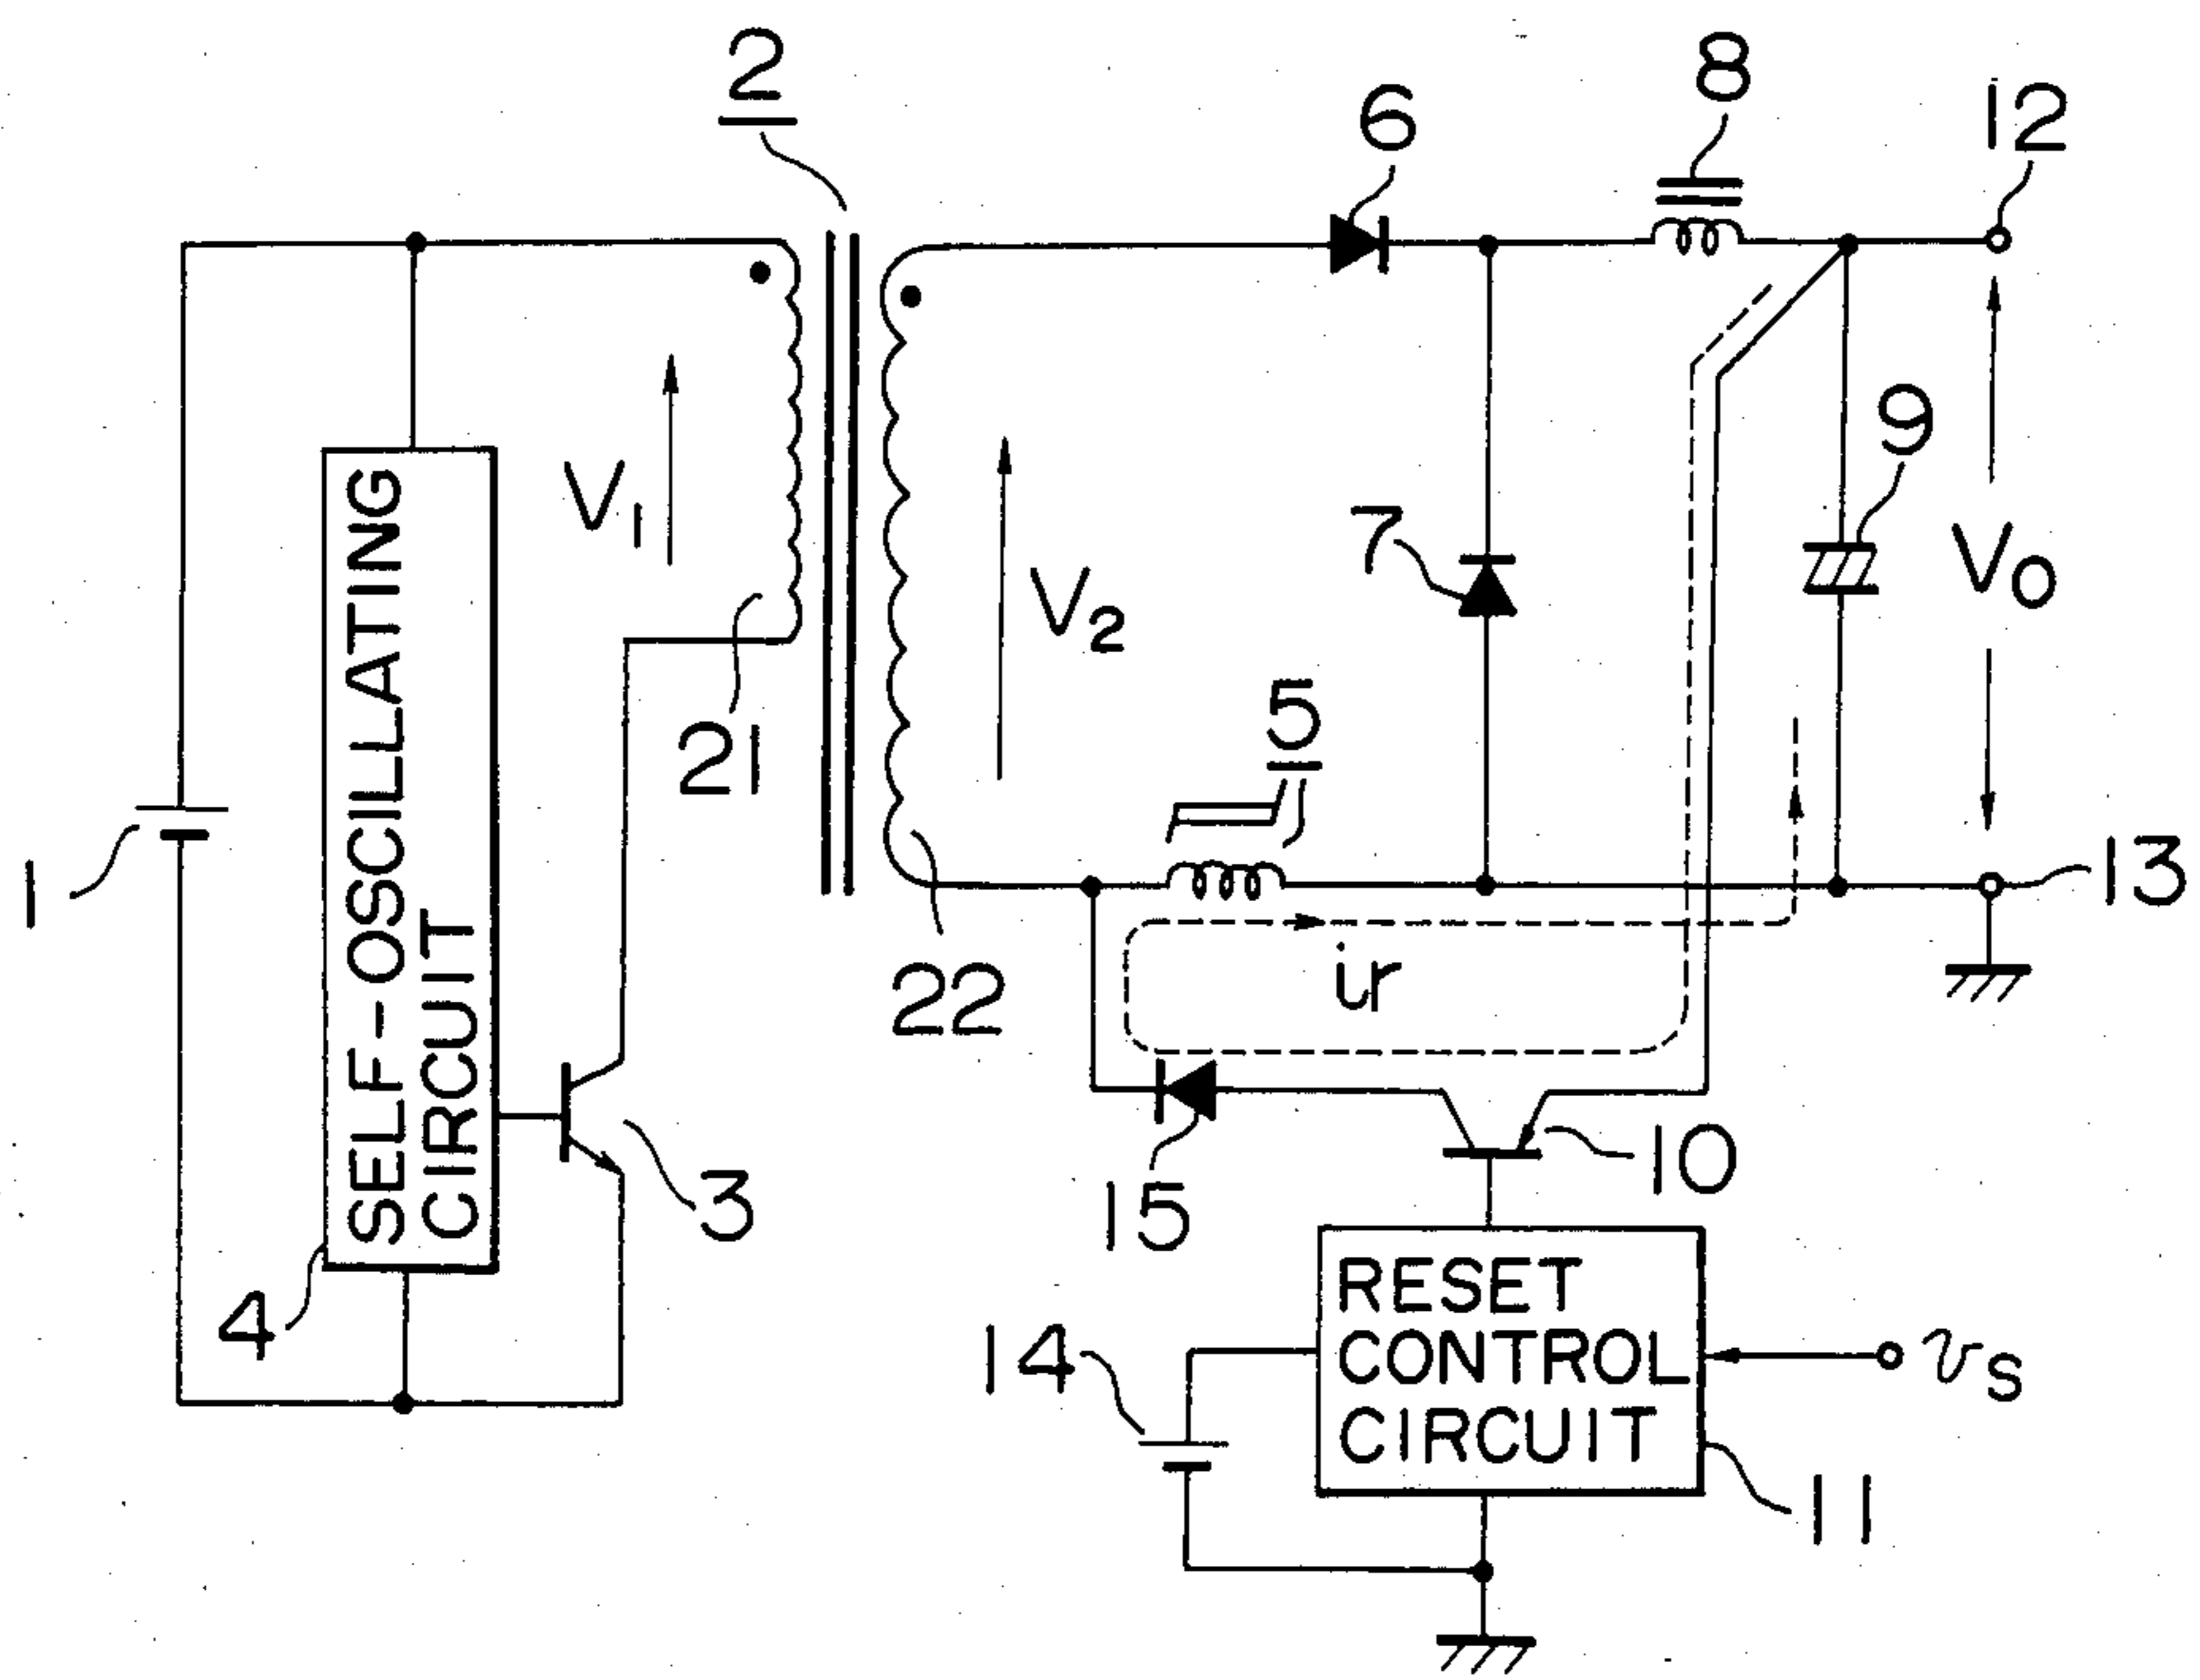 2
8
6
12
V1
V2
7
9
VO
5
21
SELF-OSCILLATING
CIRCUIT
1
13
22
ir
3
15
10
4
RESET
CONTROL
CIRCUIT
14
vs
11